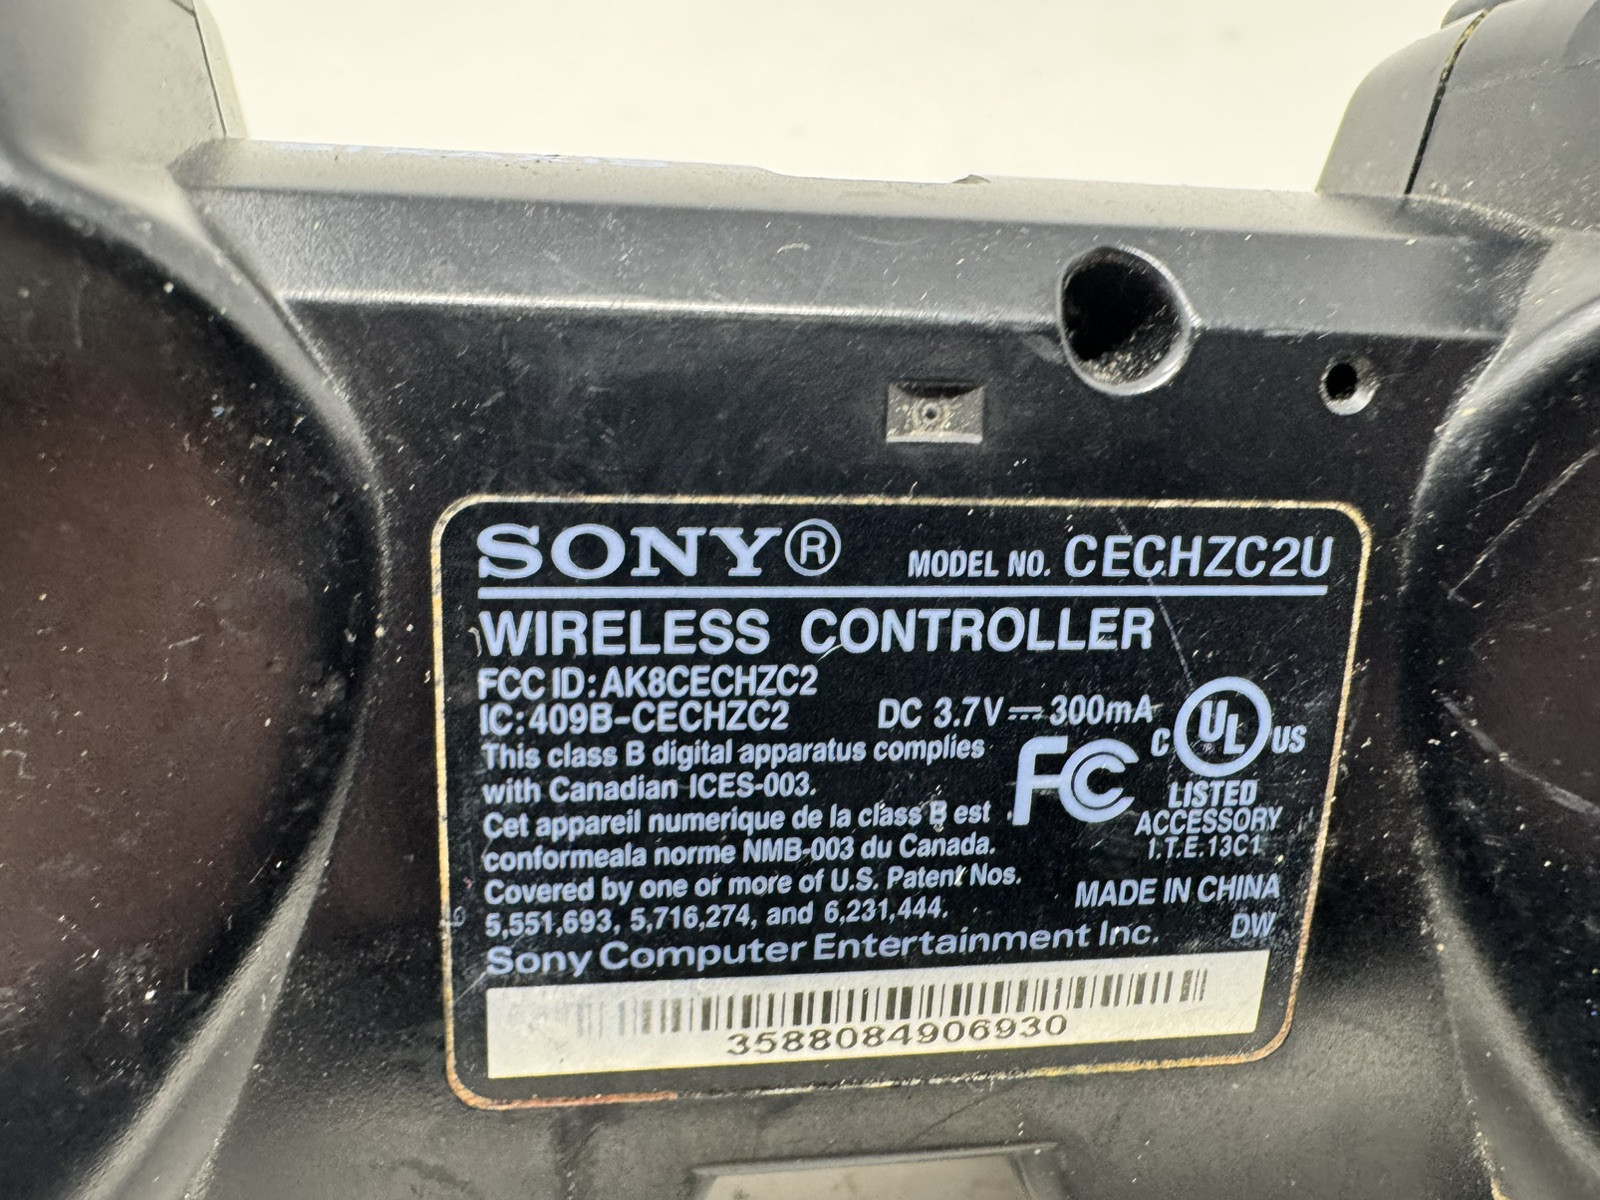 SONY® MODEL NO. CECHZC2U
WIRELESS CONTROLLER
FCC ID: AK8CECHZC2
IC: 409B-CECHZC2 DC 3.7V ⎓ 300mA
This class B digital apparatus complies
with Canadian ICES-003.
Cet appareil numerique de la class B est
conformeala norme NMB-003 du Canada.
Covered by one or more of U.S. Patent Nos.
5,551,693, 5,716,274, and 6,231,444.
Sony Computer Entertainment Inc.
FC
C UL US
LISTED
ACCESSORY
I.T.E.13C1
MADE IN CHINA
DW
3588084906930